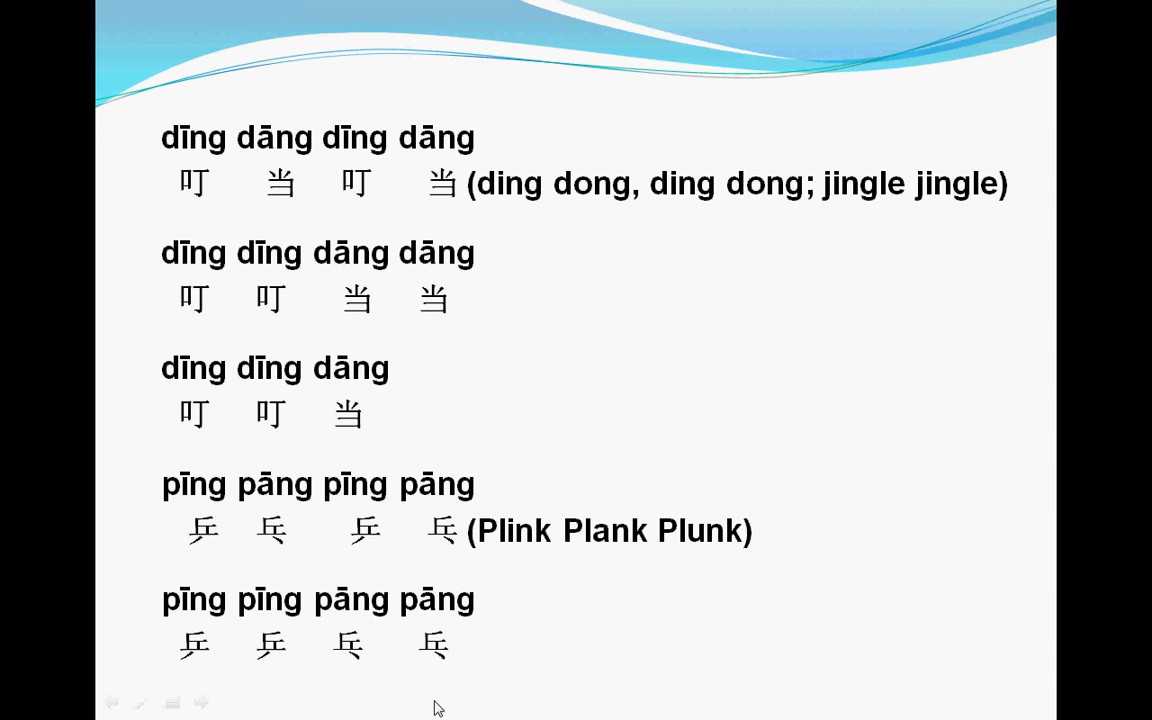 dīng dāng dīng dāng
叮 当 叮 当 (ding dong, ding dong; jingle jingle)
dīng dīng dāng dāng
叮 叮 当 当
dīng dīng dāng
叮 叮 当
pīng pāng pīng pāng
乒 乓 乒 乓 (Plink Plank Plunk)
pīng pīng pāng pāng
乒 乒 乓 乓